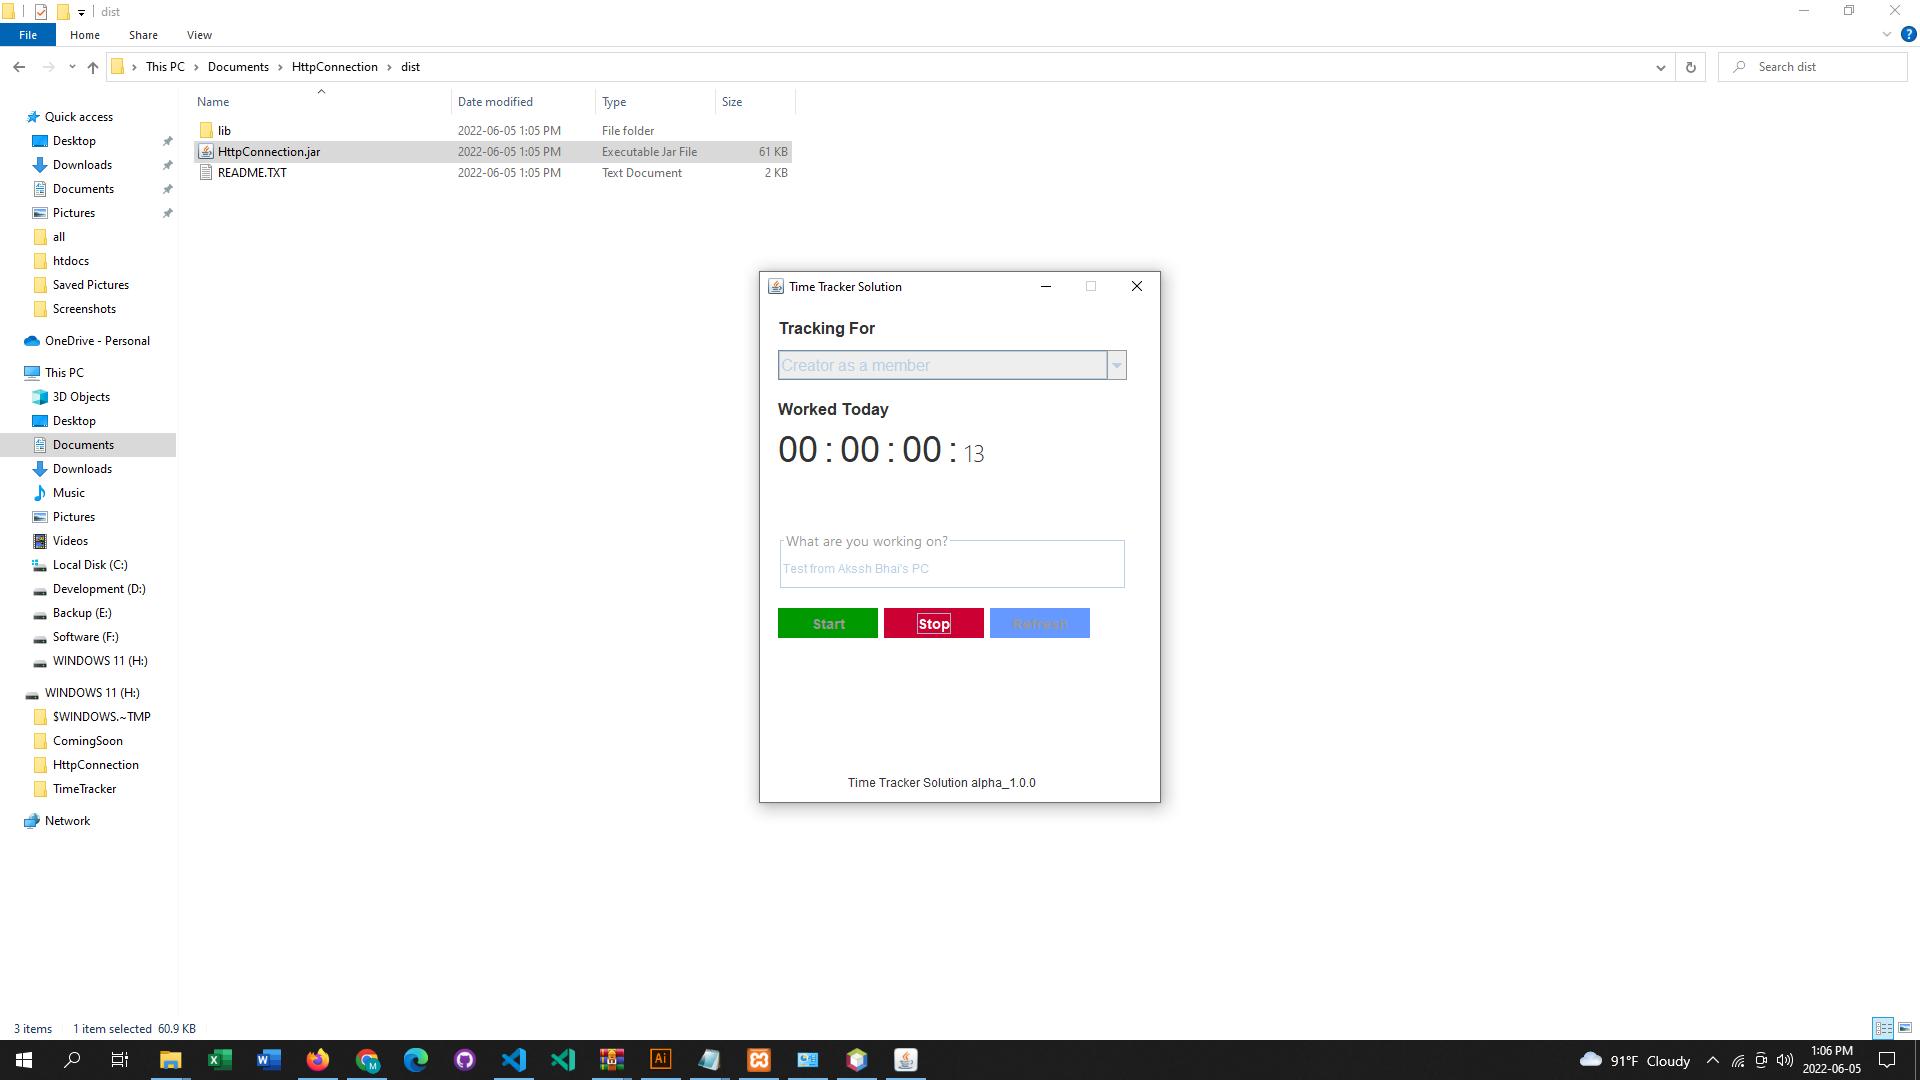 dist
File
Home
Share
View
This PC > Documents > HttpConnection > dist
Search dist
Name
Date modified
Type
Size
lib
2022-06-05 1:05 PM
File folder
HttpConnection.jar
2022-06-05 1:05 PM
Executable Jar File
61 KB
README.TXT
2022-06-05 1:05 PM
Text Document
2 KB
Quick access
Desktop
Downloads
Documents
Pictures
all
htdocs
Saved Pictures
Screenshots
OneDrive - Personal
This PC
3D Objects
Desktop
Documents
Downloads
Music
Pictures
Videos
Local Disk (C:)
Development (D:)
Backup (E:)
Software (F:)
WINDOWS 11 (H:)
WINDOWS 11 (H:)
$WINDOWS.~TMP
ComingSoon
HttpConnection
TimeTracker
Network
Time Tracker Solution
Tracking For
Creator as a member
Worked Today
00 : 00 : 00 : 13
What are you working on?
Test from Akssh Bhai's PC
Start
Stop
Refresh
Time Tracker Solution alpha_1.0.0
3 items
1 item selected 60.9 KB
91°F Cloudy
1:06 PM
2022-06-05